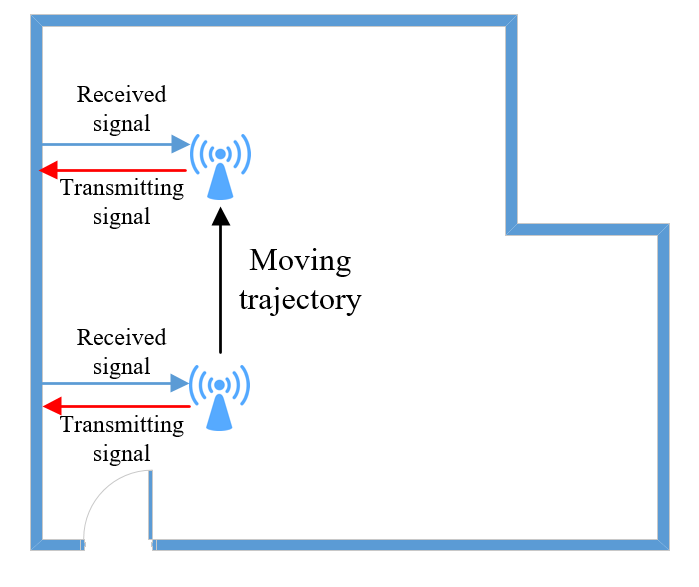 Received
signal
Transmitting
signal
Moving
trajectory
Received
signal
Transmitting
signal